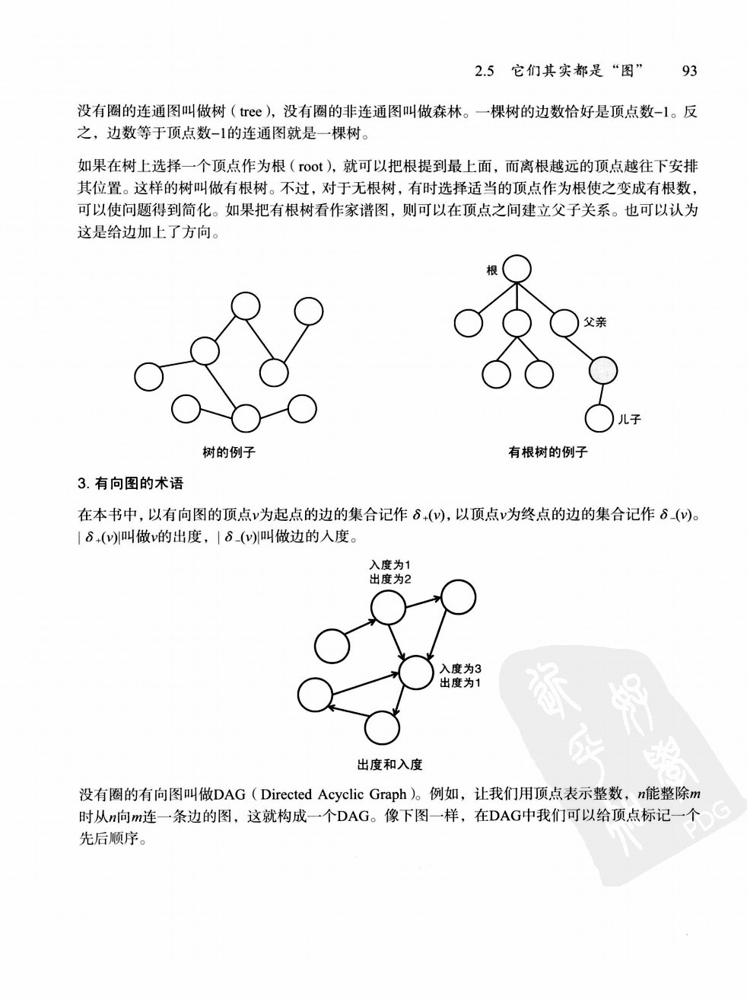 2.5 它们其实都是“图” 93
没有圈的连通图叫做树（tree），没有圈的非连通图叫做森林。一棵树的边数恰好是顶点数-1。反
之，边数等于顶点数-1的连通图就是一棵树。
如果在树上选择一个顶点作为根（root），就可以把根提到最上面，而离根越远的顶点越往下安排
其位置。这样的树叫做有根树。不过，对于无根树，有时选择适当的顶点作为根使之变成有根数，
可以使问题得到简化。如果把有根树看作家谱图，则可以在顶点之间建立父子关系。也可以认为
这是给边加上了方向。
根
父亲
儿子
树的例子
有根树的例子
3. 有向图的术语
在本书中，以有向图的顶点v为起点的边的集合记作δ₊(v)，以顶点v为终点的边的集合记作δ₋(v)。
|δ₊(v)|叫做v的出度，|δ₋(v)|叫做边的入度。
入度为1
出度为2
入度为3
出度为1
出度和入度
没有圈的有向图叫做DAG（Directed Acyclic Graph）。例如，让我们用顶点表示整数，n能整除m
时从n向m连一条边的图，这就构成一个DAG。像下图一样，在DAG中我们可以给顶点标记一个
先后顺序。
PDG